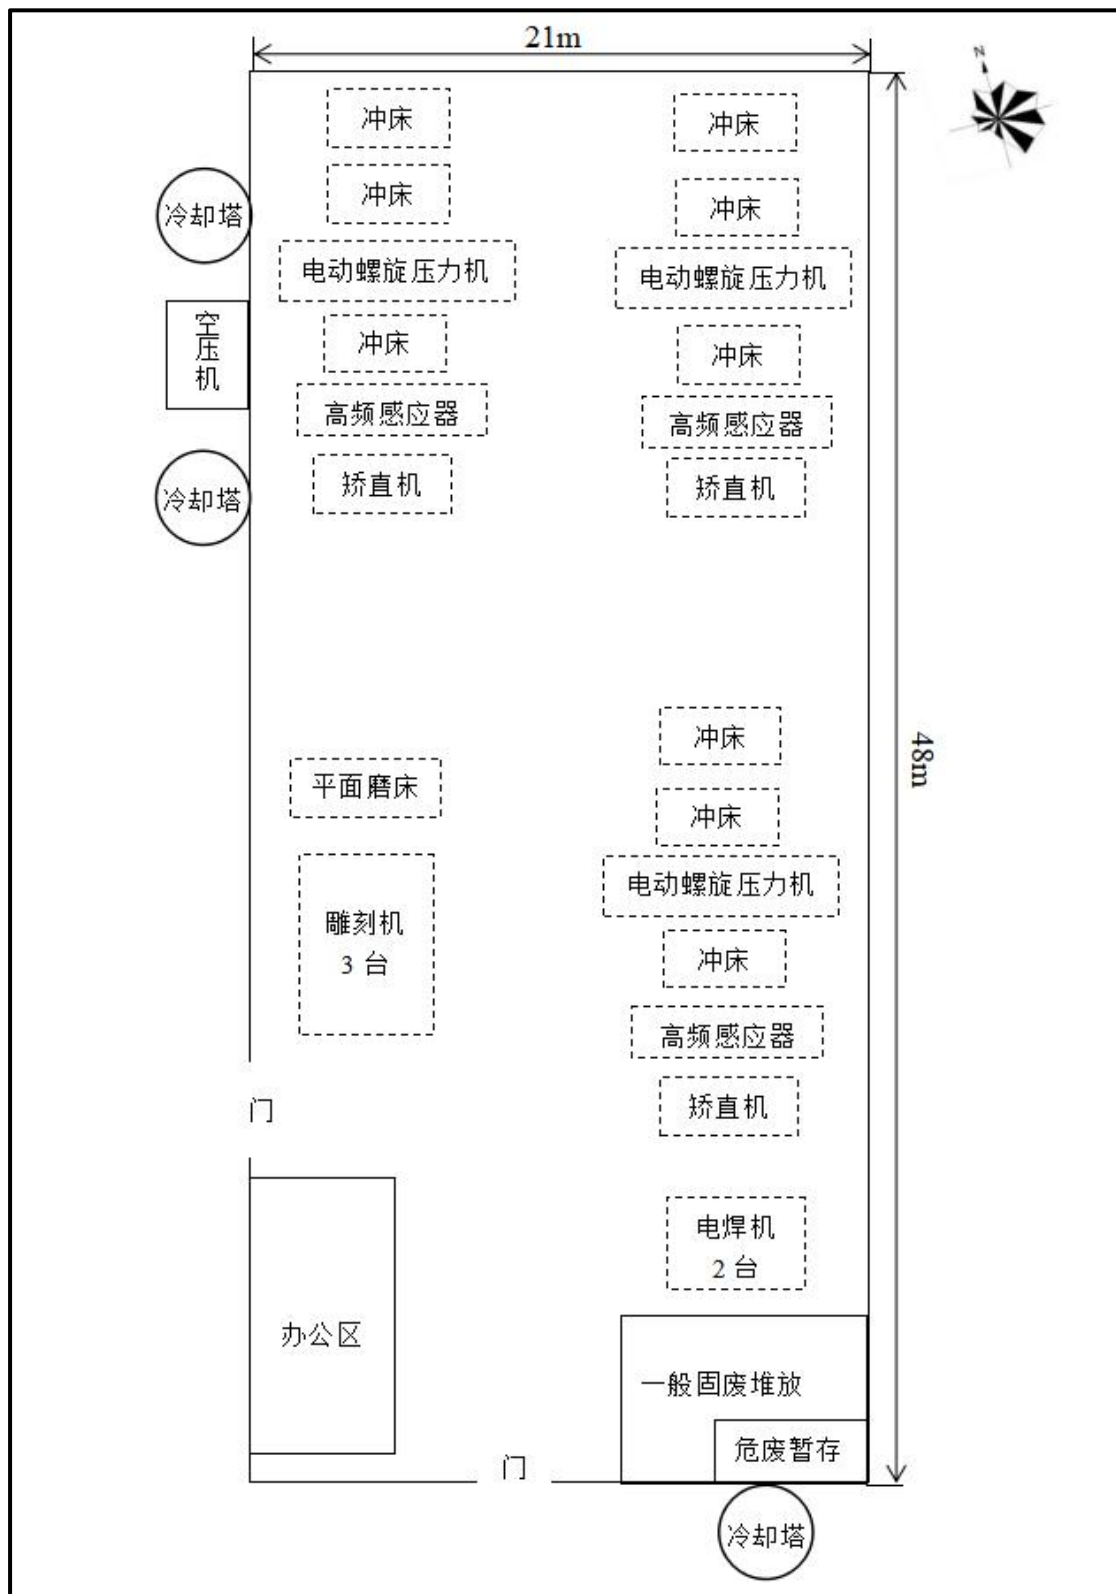 21m
N
冲床
冲床
冲床
冷却塔
冲床
电动螺旋压力机
电动螺旋压力机
空压机
冲床
冲床
高频感应器
高频感应器
矫直机
矫直机
冷却塔
冲床
48m
平面磨床
冲床
电动螺旋压力机
雕刻机
3 台
冲床
高频感应器
门
矫直机
电焊机
2 台
办公区
一般固废堆放
危废暂存
门
冷却塔